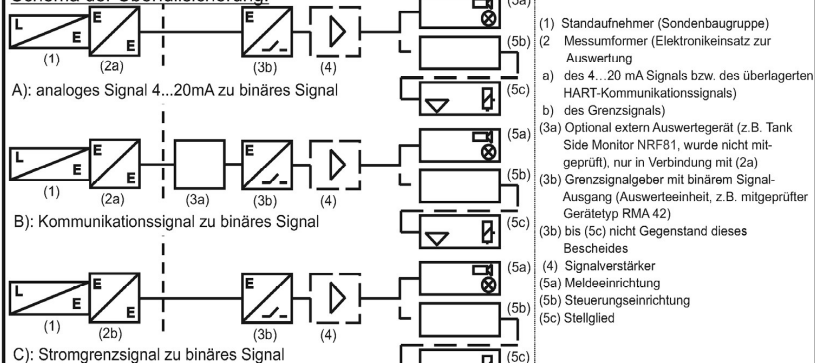 Schema der Überfüllsicherung:
L
E
E
E
E
(1)
(2a)
(3b)
(4)
(5a)
(5b)
(5c)
A): analoges Signal 4...20mA zu binäres Signal
L
E
E
E
E
(1)
(2a)
(3a)
(3b)
(4)
(5a)
(5b)
(5c)
B): Kommunikationssignal zu binäres Signal
L
E
E
E
E
(1)
(2b)
(3b)
(4)
(5a)
(5b)
(5c)
C): Stromgrenzsignal zu binäres Signal
(1) Standaufnehmer (Sondenbaugruppe)
(2 Messumformer (Elektronikeinsatz zur
Auswertung
a) des 4...20 mA Signals bzw. des überlagerten
HART-Kommunikationssignals)
b) des Grenzsignals)
(3a) Optional extern Auswertegerät (z.B. Tank
Side Monitor NRF81, wurde nicht mit-
geprüft), nur in Verbindung mit (2a)
(3b) Grenzsignalgeber mit binärem Signal-
Ausgang (Auswerteeinheit, z.B. mitgeprüfter
Gerätetyp RMA 42)
(3b) bis (5c) nicht Gegenstand dieses
Bescheides
(4) Signalverstärker
(5a) Meldeeinrichtung
(5b) Steuerungseinrichtung
(5c) Stellglied